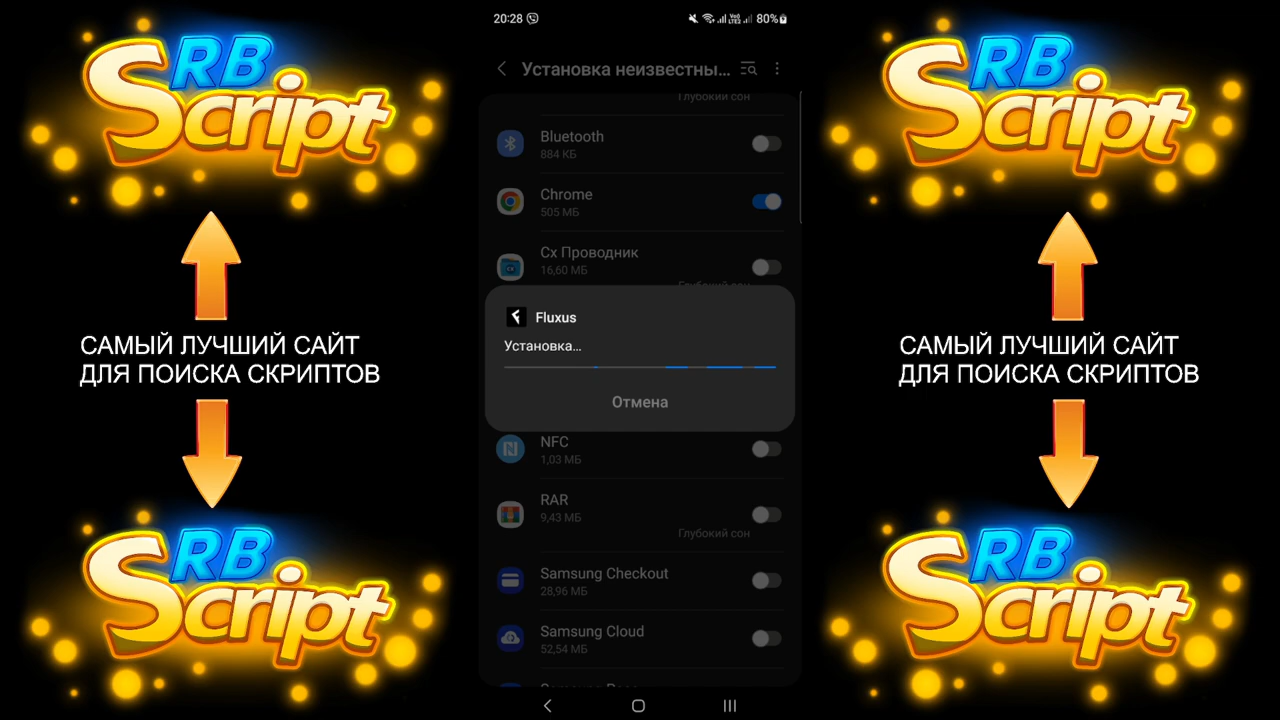 RB
Script
RB
Script
САМЫЙ ЛУЧШИЙ САЙТ
ДЛЯ ПОИСКА СКРИПТОВ
RB
Script
20:28
80%
Установка неизвестны...
Глубокий сон
Bluetooth
884 КБ
Chrome
505 МБ
Cx Проводник
16,60 МБ
Глубокий сон
Fluxus
Установка...
Отмена
NFC
1,03 МБ
RAR
9,43 МБ
Глубокий сон
Samsung Checkout
28,96 МБ
Samsung Cloud
52,54 МБ
САМЫЙ ЛУЧШИЙ САЙТ
ДЛЯ ПОИСКА СКРИПТОВ
RB
Script